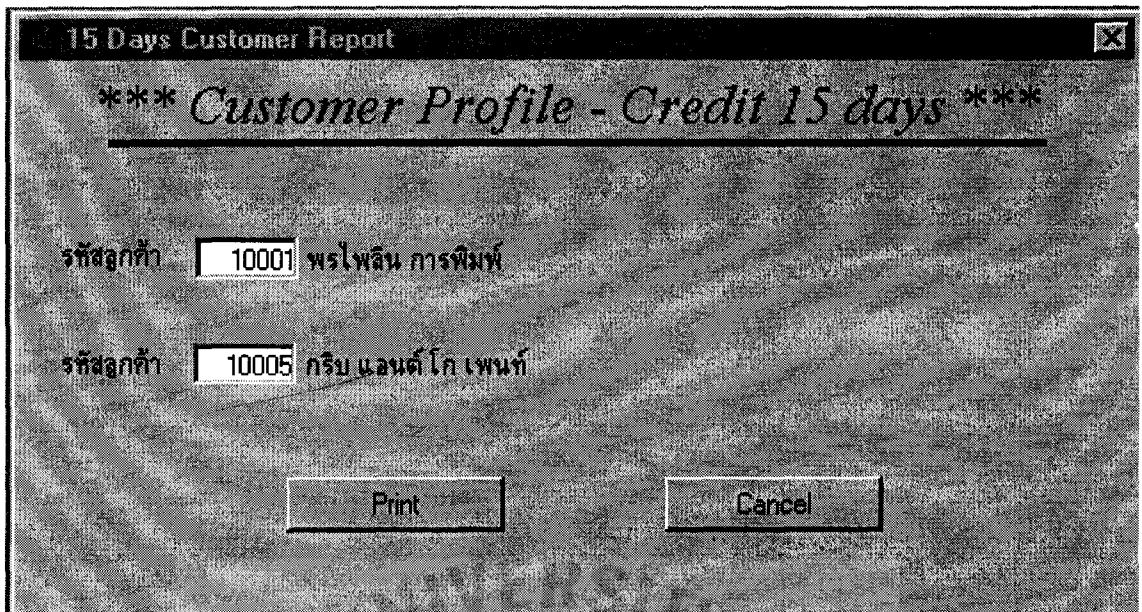 15 Days Customer Report
*** Customer Profile - Credit 15 days ***
รหัสลูกค้า 10001 พรไพลิน การพิมพ์
รหัสลูกค้า 10005 กริบ แอนด์ โก เพนท์
Print Cancel